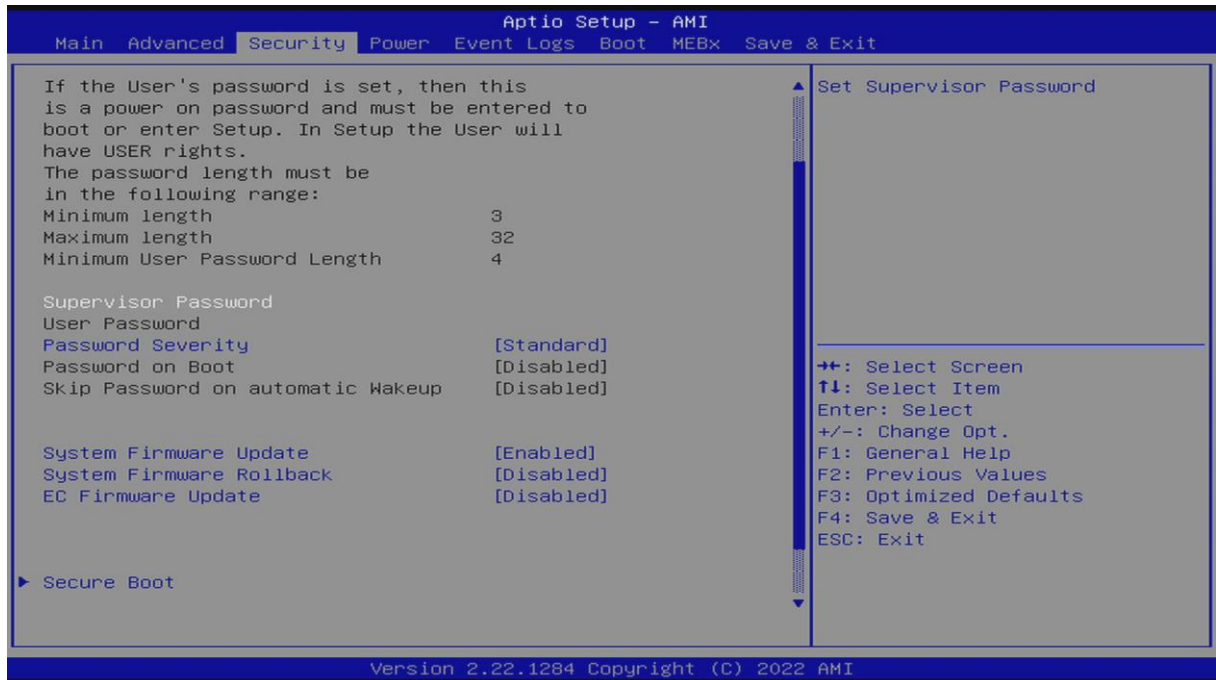 Aptio Setup - AMI
Main Advanced Security Power Event Logs Boot MEBx Save & Exit
If the User's password is set, then this
is a power on password and must be entered to
boot or enter Setup. In Setup the User will
have USER rights.
The password length must be
in the following range:
Minimum length 3
Maximum length 32
Minimum User Password Length 4
Supervisor Password
User Password
Password Severity [Standard]
Password on Boot [Disabled]
Skip Password on automatic Wakeup [Disabled]
System Firmware Update [Enabled]
System Firmware Rollback [Disabled]
EC Firmware Update [Disabled]
Secure Boot
Set Supervisor Password
→←: Select Screen
↑↓: Select Item
Enter: Select
+/-: Change Opt.
F1: General Help
F2: Previous Values
F3: Optimized Defaults
F4: Save & Exit
ESC: Exit
Version 2.22.1284 Copyright (C) 2022 AMI